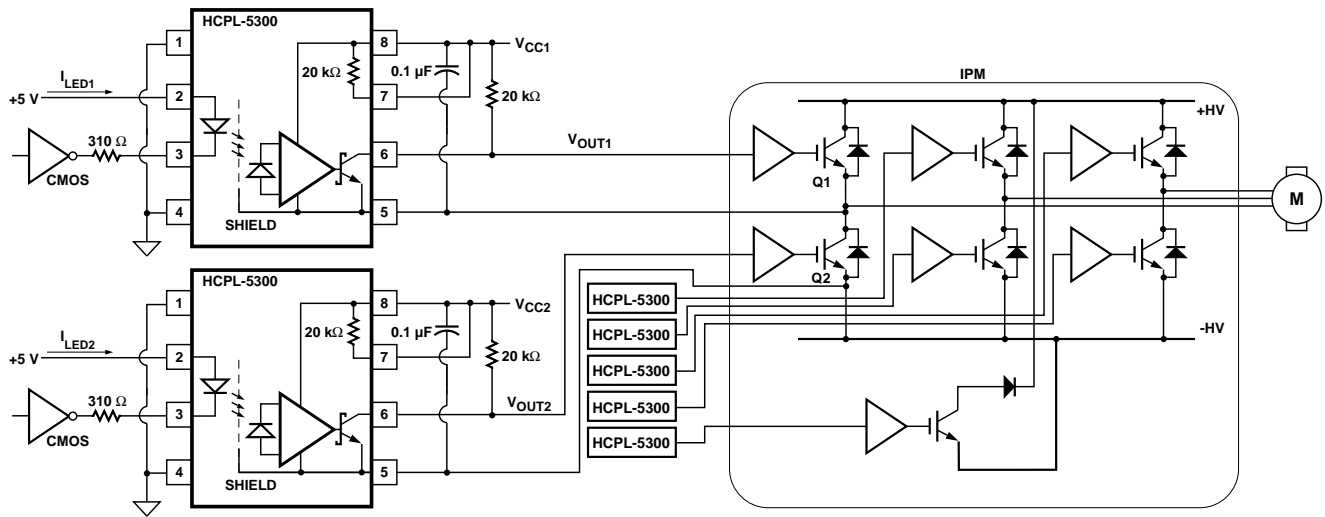 HCPL-5300
1
8
V_CC1
20 kΩ
0.1 µF
I_LED1
+5 V
2
7
20 kΩ
310 Ω
CMOS
3
6
V_OUT1
4
5
SHIELD
HCPL-5300
1
8
V_CC2
20 kΩ
0.1 µF
I_LED2
+5 V
2
7
20 kΩ
310 Ω
CMOS
3
6
V_OUT2
4
5
SHIELD
HCPL-5300
HCPL-5300
HCPL-5300
HCPL-5300
HCPL-5300
IPM
+HV
Q1
M
Q2
-HV